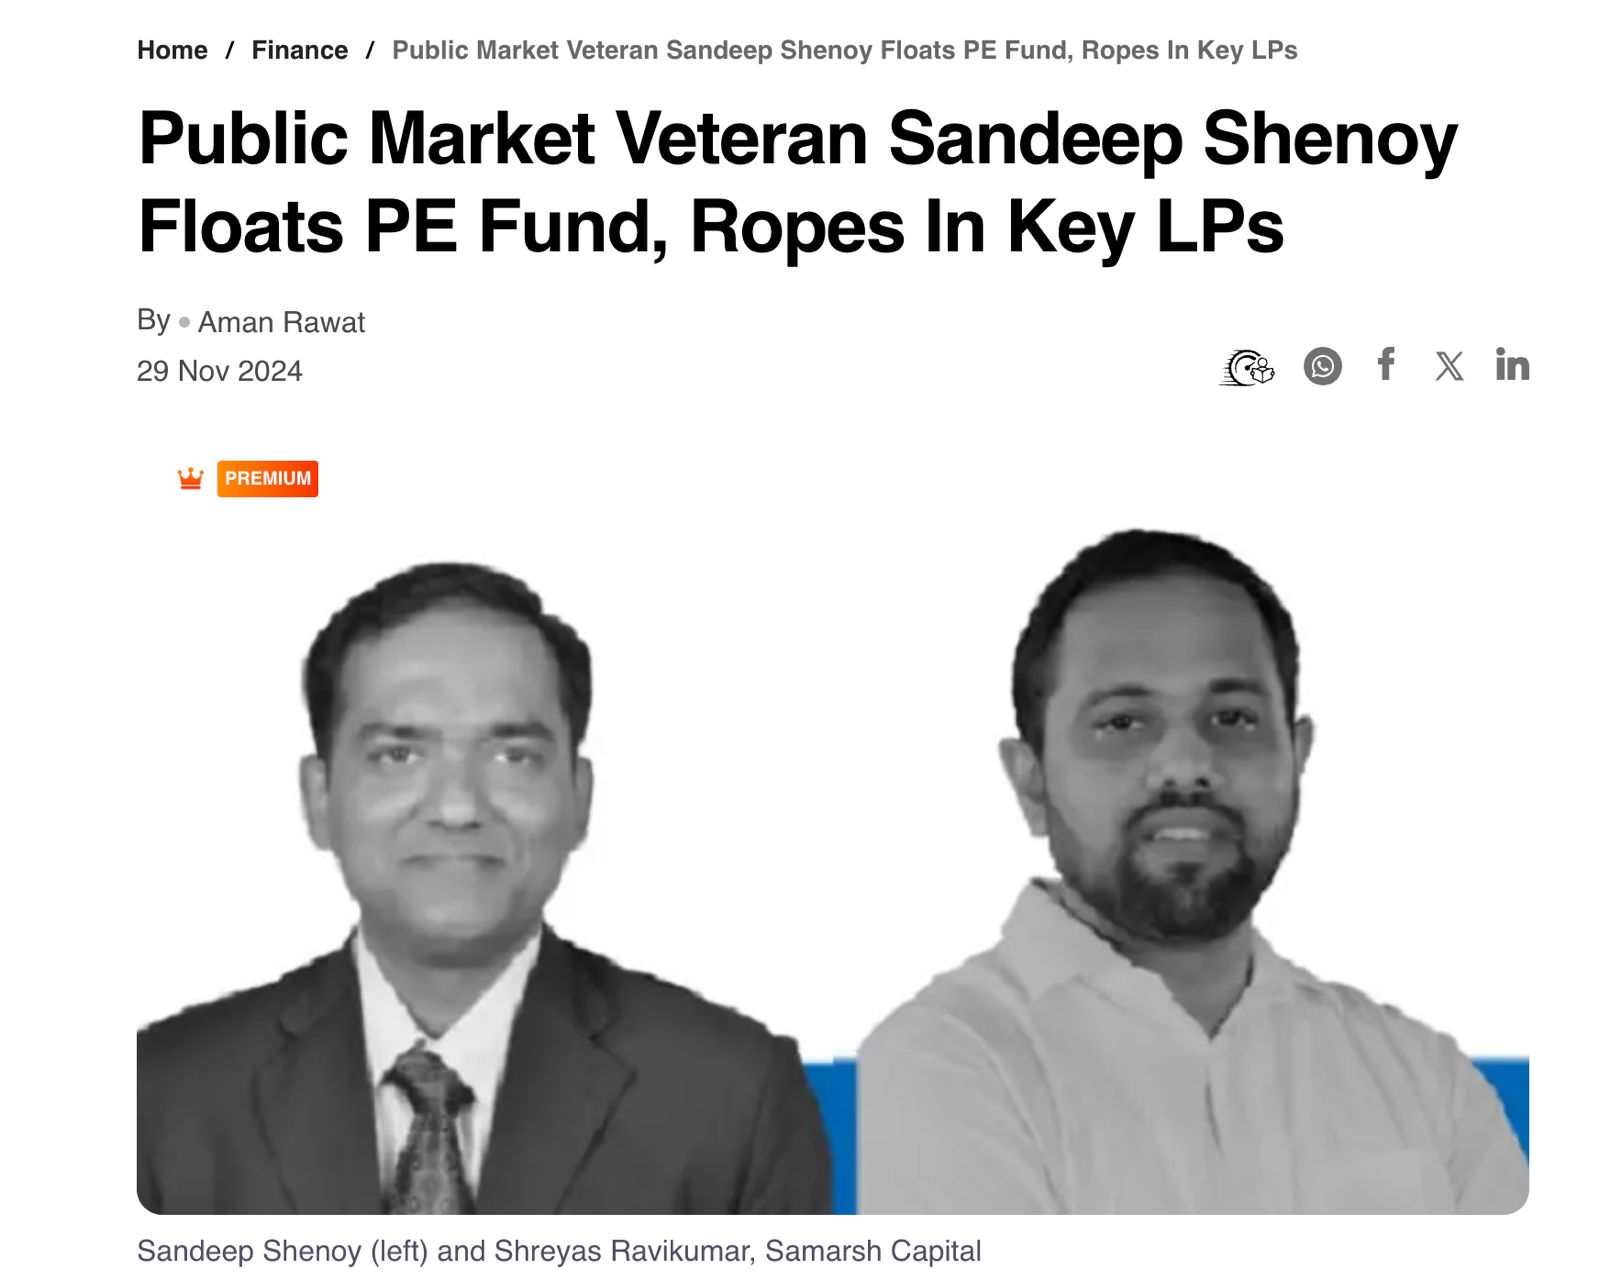 Home / Finance / Public Market Veteran Sandeep Shenoy Floats PE Fund, Ropes In Key LPs
Public Market Veteran Sandeep Shenoy
Floats PE Fund, Ropes In Key LPs
By • Aman Rawat
29 Nov 2024
PREMIUM
Sandeep Shenoy (left) and Shreyas Ravikumar, Samarsh Capital